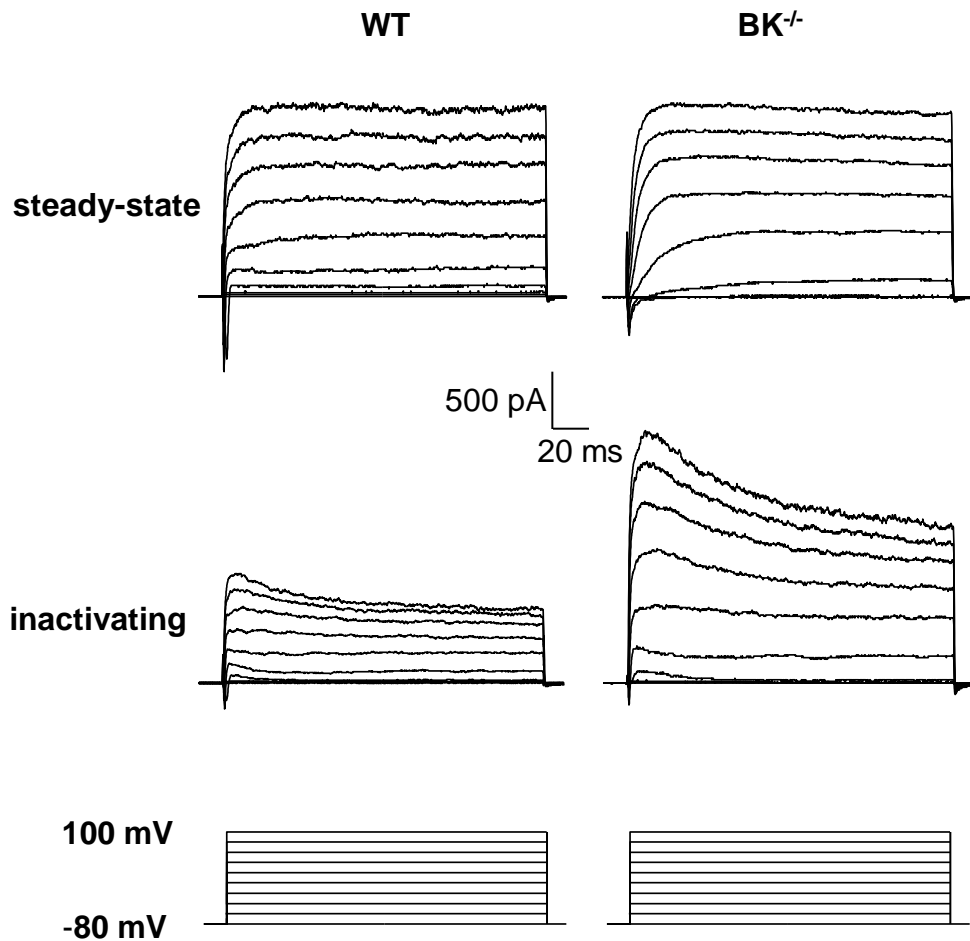 WT
BK-/-
steady-state
500 pA
20 ms
inactivating
100 mV
-80 mV